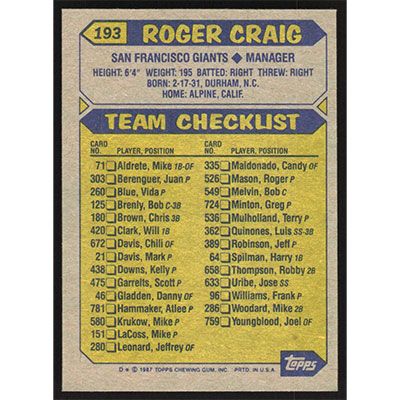 193 ROGER CRAIG
SAN FRANCISCO GIANTS ◆ MANAGER
HEIGHT: 6'4" WEIGHT: 195 BATTED: RIGHT THREW: RIGHT
BORN: 2-17-31, DURHAM, N.C.
HOME: ALPINE, CALIF.
TEAM CHECKLIST
CARD NO. PLAYER, POSITION
71 Aldrete, Mike 1B-OF
303 Berenguer, Juan P
260 Blue, Vida P
125 Brenly, Bob C-3B
180 Brown, Chris 3B
420 Clark, Will 1B
672 Davis, Chili OF
21 Davis, Mark P
438 Downs, Kelly P
475 Garrelts, Scott P
46 Gladden, Danny OF
781 Hammaker, Atlee P
580 Krukow, Mike P
151 LaCoss, Mike P
280 Leonard, Jeffrey OF
CARD NO. PLAYER, POSITION
335 Maldonado, Candy OF
526 Mason, Roger P
549 Melvin, Bob C
724 Minton, Greg P
536 Mulholland, Terry P
362 Quinones, Luis SS-3B
389 Robinson, Jeff P
64 Spilman, Harry 1B
658 Thompson, Robby 2B
633 Uribe, Jose SS
96 Williams, Frank P
286 Woodard, Mike 2B
759 Youngblood, Joel OF
topps
D* © 1987 TOPPS CHEWING GUM, INC. PRTD. IN U.S.A.